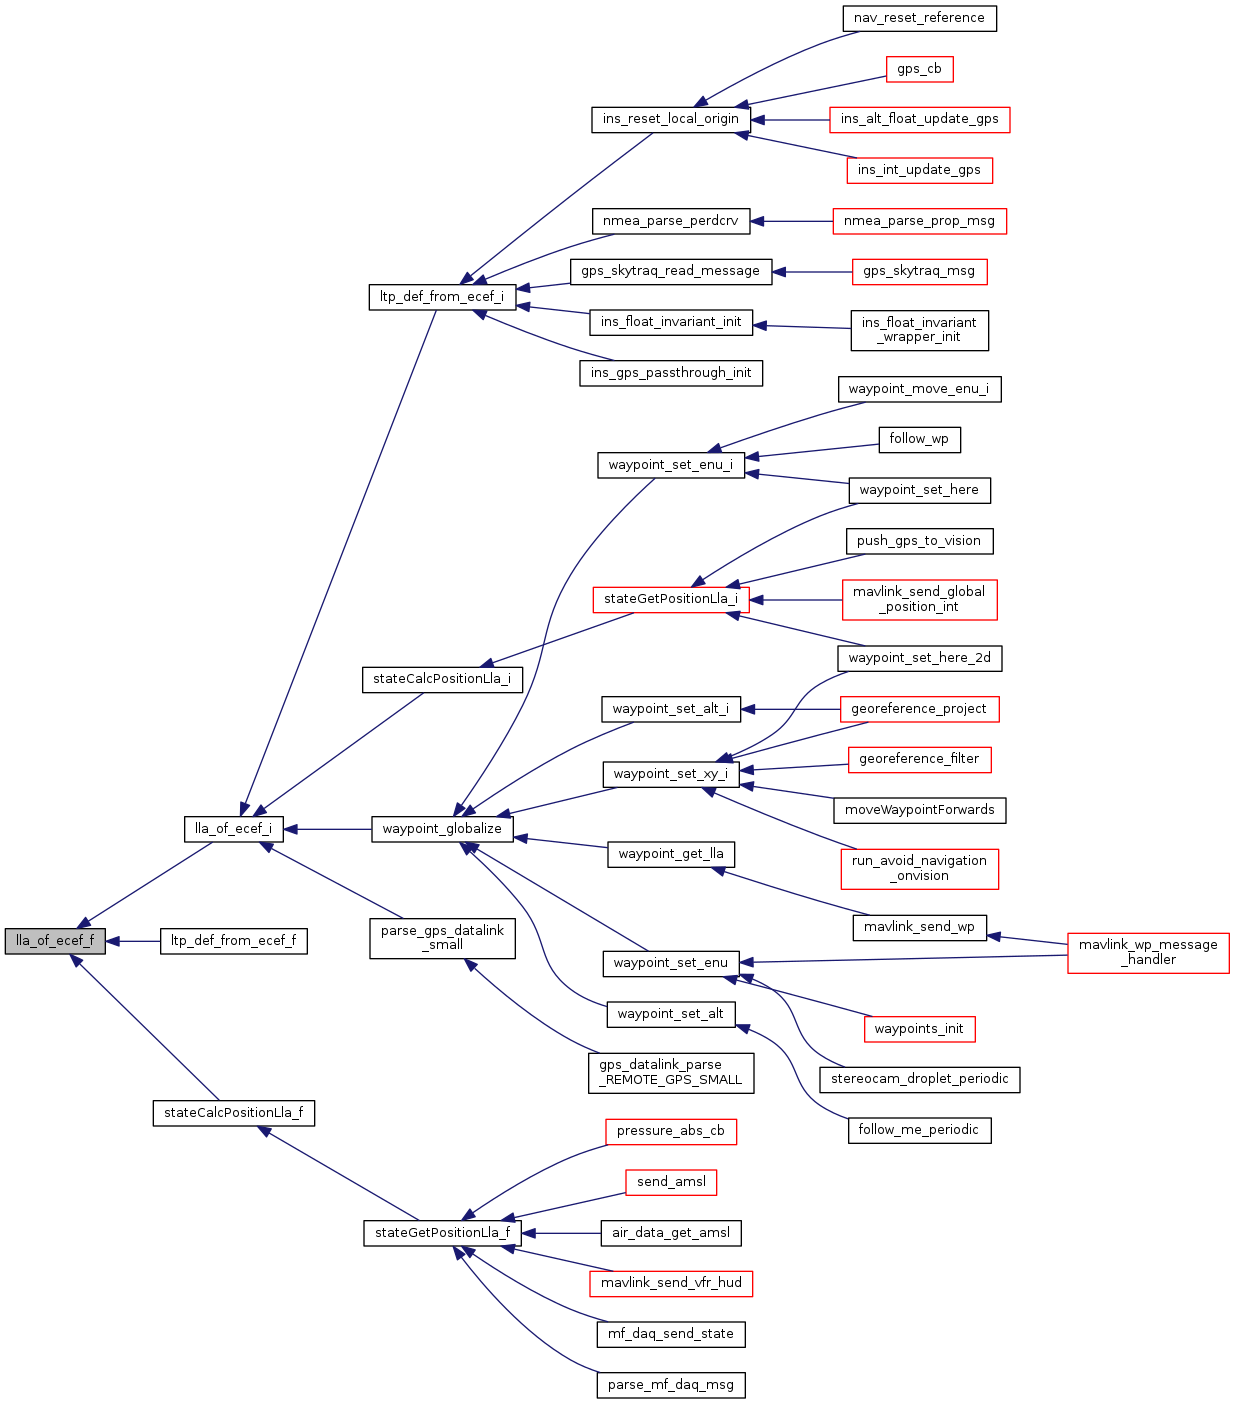 nav_reset_reference
gps_cb
ins_reset_local_origin
ins_alt_float_update_gps
ins_int_update_gps
nmea_parse_perdcrv
nmea_parse_prop_msg
gps_skytraq_read_message
gps_skytraq_msg
ltp_def_from_ecef_i
ins_float_invariant_init
ins_float_invariant
_wrapper_init
ins_gps_passthrough_init
waypoint_move_enu_i
follow_wp
waypoint_set_enu_i
waypoint_set_here
push_gps_to_vision
stateGetPositionLla_i
mavlink_send_global
_position_int
waypoint_set_here_2d
stateCalcPositionLla_i
waypoint_set_alt_i
georeference_project
georeference_filter
waypoint_set_xy_i
moveWaypointForwards
lla_of_ecef_i
waypoint_globalize
waypoint_get_lla
run_avoid_navigation
_onvision
mavlink_send_wp
parse_gps_datalink
_small
lla_of_ecef_f
ltp_def_from_ecef_f
mavlink_wp_message
_handler
waypoint_set_enu
waypoint_set_alt
waypoints_init
gps_datalink_parse
_REMOTE_GPS_SMALL
stereocam_droplet_periodic
stateCalcPositionLla_f
follow_me_periodic
pressure_abs_cb
send_amsl
stateGetPositionLla_f
air_data_get_amsl
mavlink_send_vfr_hud
mf_daq_send_state
parse_mf_daq_msg